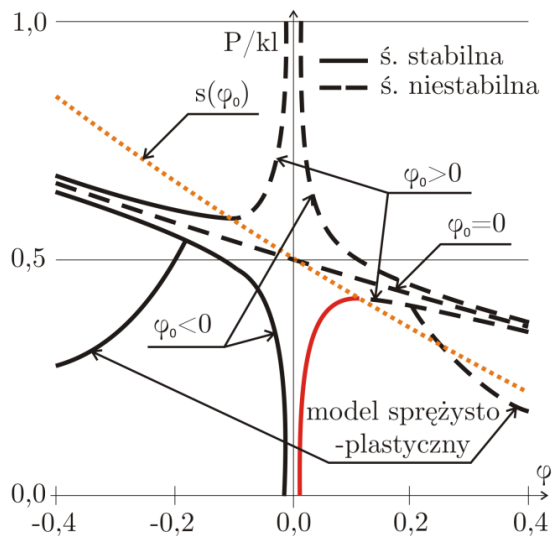 1,0
P/kl
ś. stabilna
ś. niestabilna
s(φ₀)
φ₀>0
φ₀=0
0,5
φ₀<0
model sprężysto
-plastyczny
φ
0,0
-0,4
-0,2
0,0
0,2
0,4